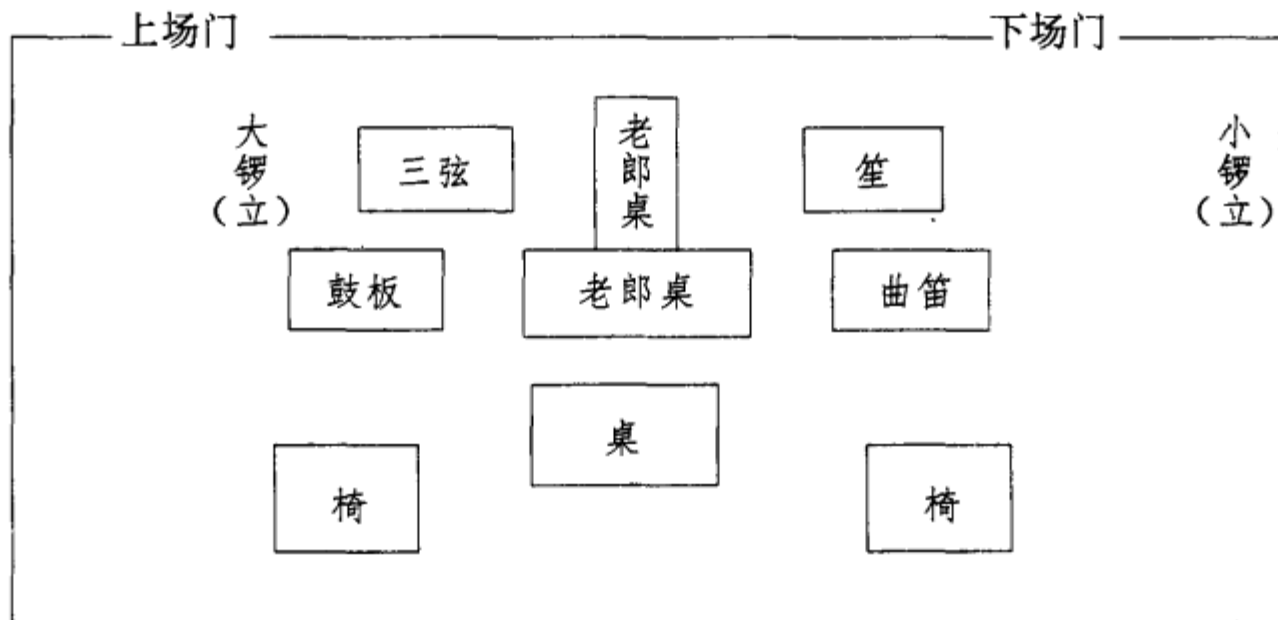 上场门
下场门
大锣
（立）
三弦
老郎桌
笙
小锣
（立）
鼓板
老郎桌
曲笛
桌
椅
椅